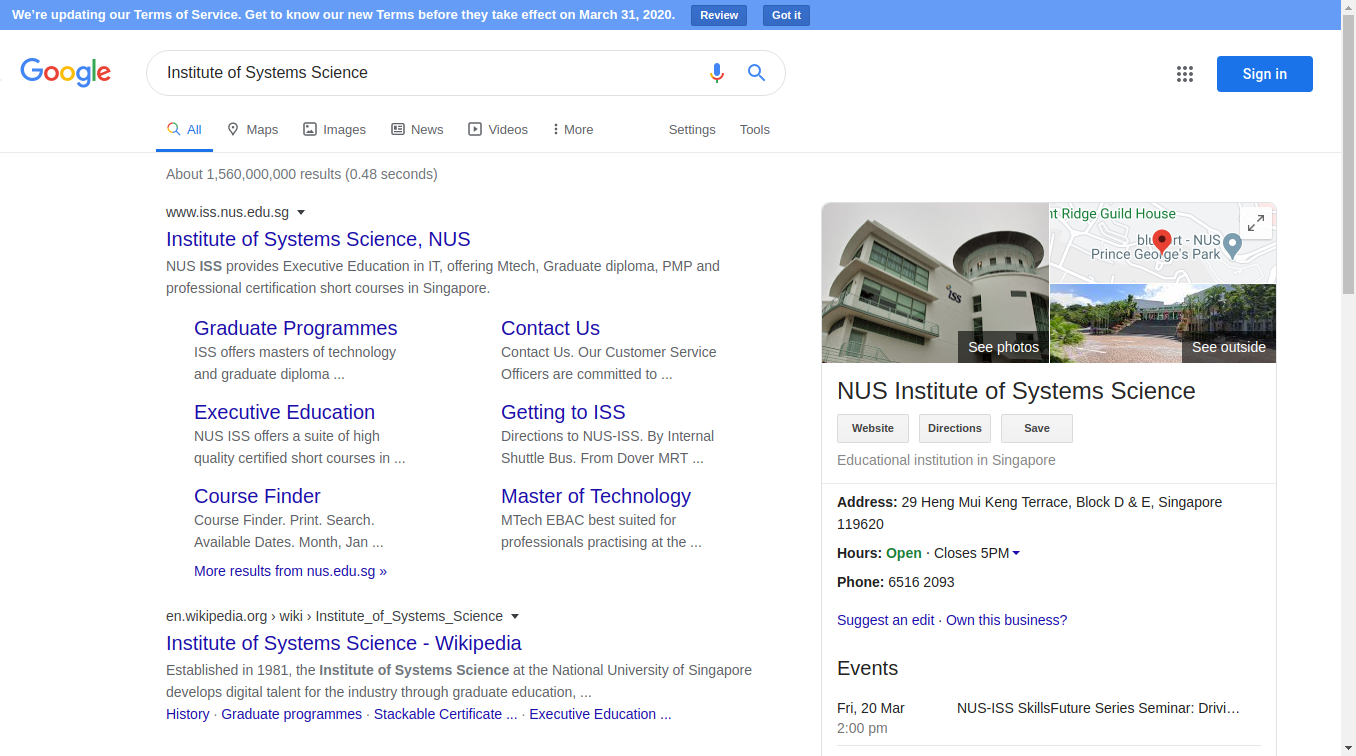 We're updating our Terms of Service. Get to know our new Terms before they take effect on March 31, 2020. Review Got it
Google
Institute of Systems Science
Sign in
All Maps Images News Videos More Settings Tools
About 1,560,000,000 results (0.48 seconds)
www.iss.nus.edu.sg
Institute of Systems Science, NUS
NUS ISS provides Executive Education in IT, offering Mtech, Graduate diploma, PMP and
professional certification short courses in Singapore.
Graduate Programmes
ISS offers masters of technology
and graduate diploma ...
Contact Us
Contact Us. Our Customer Service
Officers are committed to ...
Executive Education
NUS ISS offers a suite of high
quality certified short courses in ...
Getting to ISS
Directions to NUS-ISS. By Internal
Shuttle Bus. From Dover MRT ...
Course Finder
Course Finder. Print. Search.
Available Dates. Month, Jan ...
Master of Technology
MTech EBAC best suited for
professionals practising at the ...
More results from nus.edu.sg »
en.wikipedia.org › wiki › Institute_of_Systems_Science
Institute of Systems Science - Wikipedia
Established in 1981, the Institute of Systems Science at the National University of Singapore
develops digital talent for the industry through graduate education, ...
History · Graduate programmes · Stackable Certificate ... · Executive Education ...
iss
See photos
Ridge Guild House
- NUS
Prince George's Park
See outside
NUS Institute of Systems Science
Website Directions Save
Educational institution in Singapore
Address: 29 Heng Mui Keng Terrace, Block D & E, Singapore
119620
Hours: Open · Closes 5PM
Phone: 6516 2093
Suggest an edit · Own this business?
Events
Fri, 20 Mar NUS-ISS SkillsFuture Series Seminar: Drivi…
2:00 pm